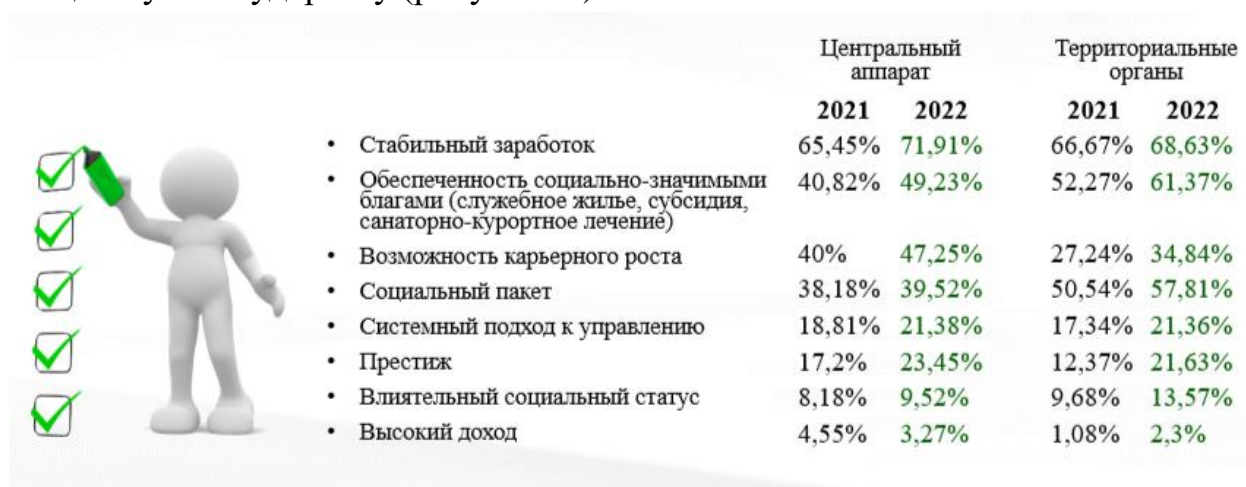 Центральный аппарат Территориальные органы
2021 2022 2021 2022
• Стабильный заработок 65,45% 71,91% 66,67% 68,63%
• Обеспеченность социально-значимыми 40,82% 49,23% 52,27% 61,37%
благами (служебное жилье, субсидия,
санаторно-курортное лечение)
• Возможность карьерного роста 40% 47,25% 27,24% 34,84%
• Социальный пакет 38,18% 39,52% 50,54% 57,81%
• Системный подход к управлению 18,81% 21,38% 17,34% 21,36%
• Престиж 17,2% 23,45% 12,37% 21,63%
• Влиятельный социальный статус 8,18% 9,52% 9,68% 13,57%
• Высокий доход 4,55% 3,27% 1,08% 2,3%